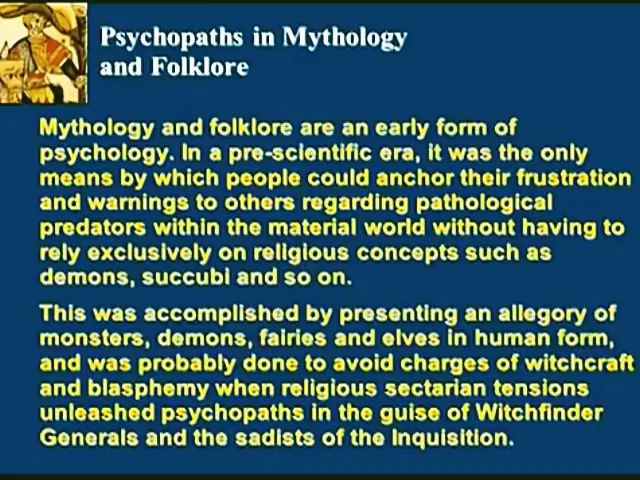 Psychopaths in Mythology
and Folklore
Mythology and folklore are an early form of
psychology. In a pre-scientific era, it was the only
means by which people could anchor their frustration
and warnings to others regarding pathological
predators within the material world without having to
rely exclusively on religious concepts such as
demons, succubi and so on.
This was accomplished by presenting an allegory of
monsters, demons, fairies and elves in human form,
and was probably done to avoid charges of witchcraft
and blasphemy when religious sectarian tensions
unleashed psychopaths in the guise of Witchfinder
Generals and the sadists of the Inquisition.